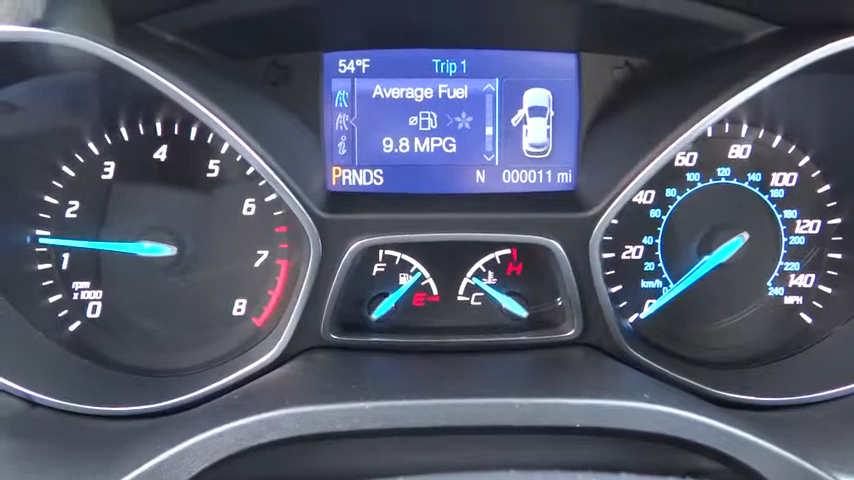 54°F Trip 1
Average Fuel
9.8 MPG
PRNDS N 000011 mi
0 1 2 3 4 5 6 7 8
rpm
x1000
F E
C H
0 20 40 60 80 100 120 140
MPH
0 20 40 60 80 100 120 140 160 180 200 220 240
km/h